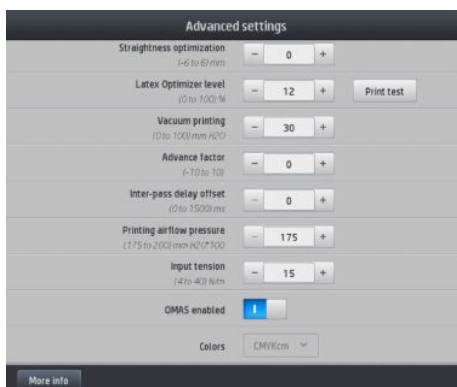 Advanced settings
Straightness optimization
(-6 to 6) mm
- 0 +
Latex Optimizer level
(0 to 100) %
- 12 + Print test
Vacuum printing
(0 to 100) mm H2O
- 30 +
Advance factor
(-10 to 10)
- 0 +
Inter-pass delay offset
(0 to 1500) ms
- 0 +
Printing airflow pressure
(175 to 200) mm H2O*100
- 175 +
Input tension
(4 to 40) N/m
- 15 +
OMAS enabled
I
Colors
CMYKcm
More info